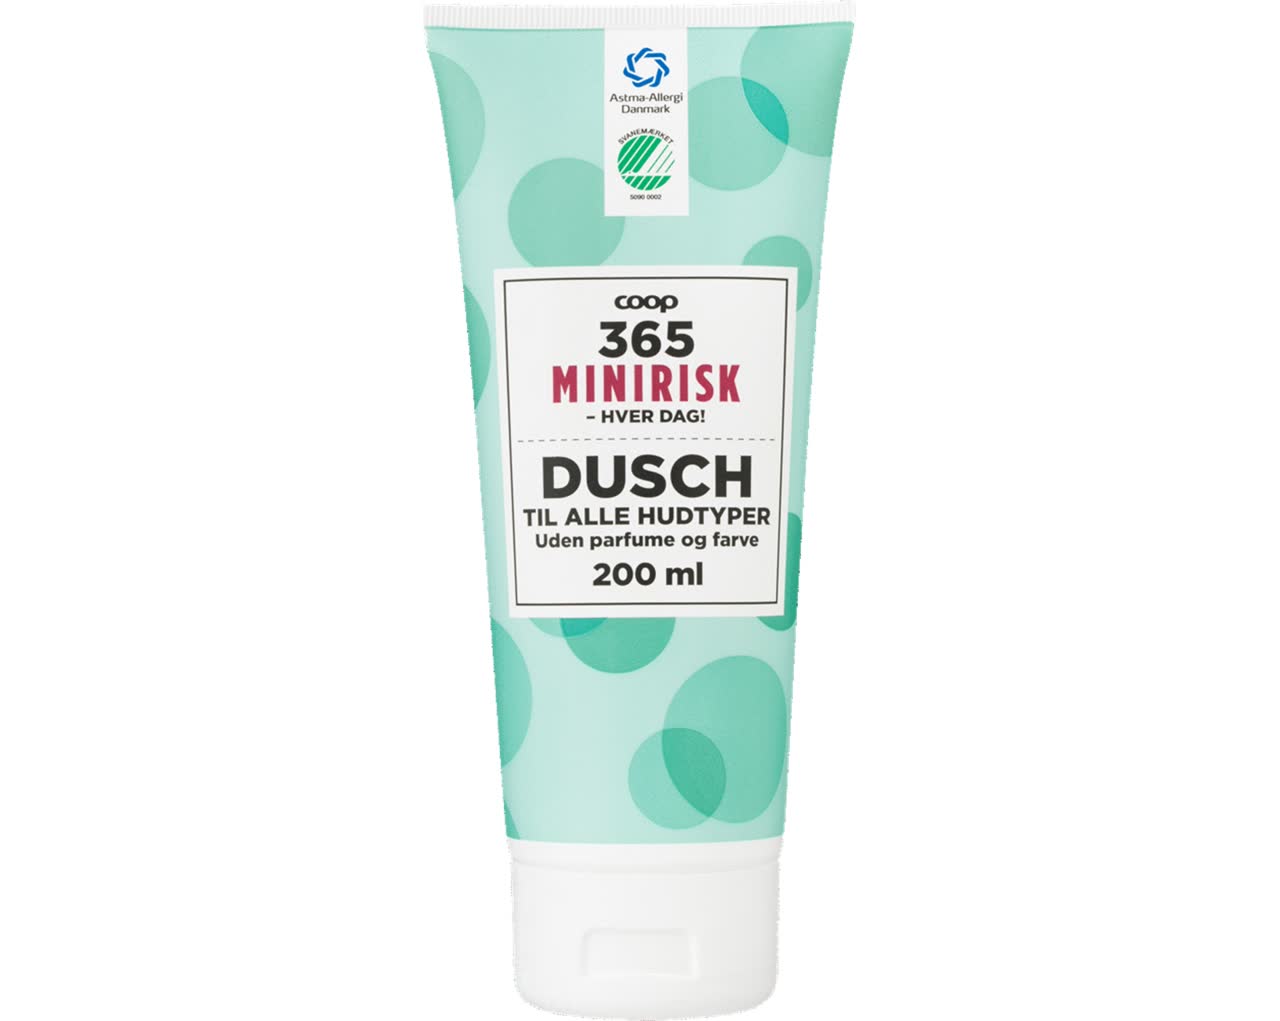 Astma-Allergi
Danmark
SVANEMÆRKET
5090 0002
coop
365
MINIRISK
– HVER DAG!
DUSCH
TIL ALLE HUDTYPER
Uden parfume og farve
200 ml